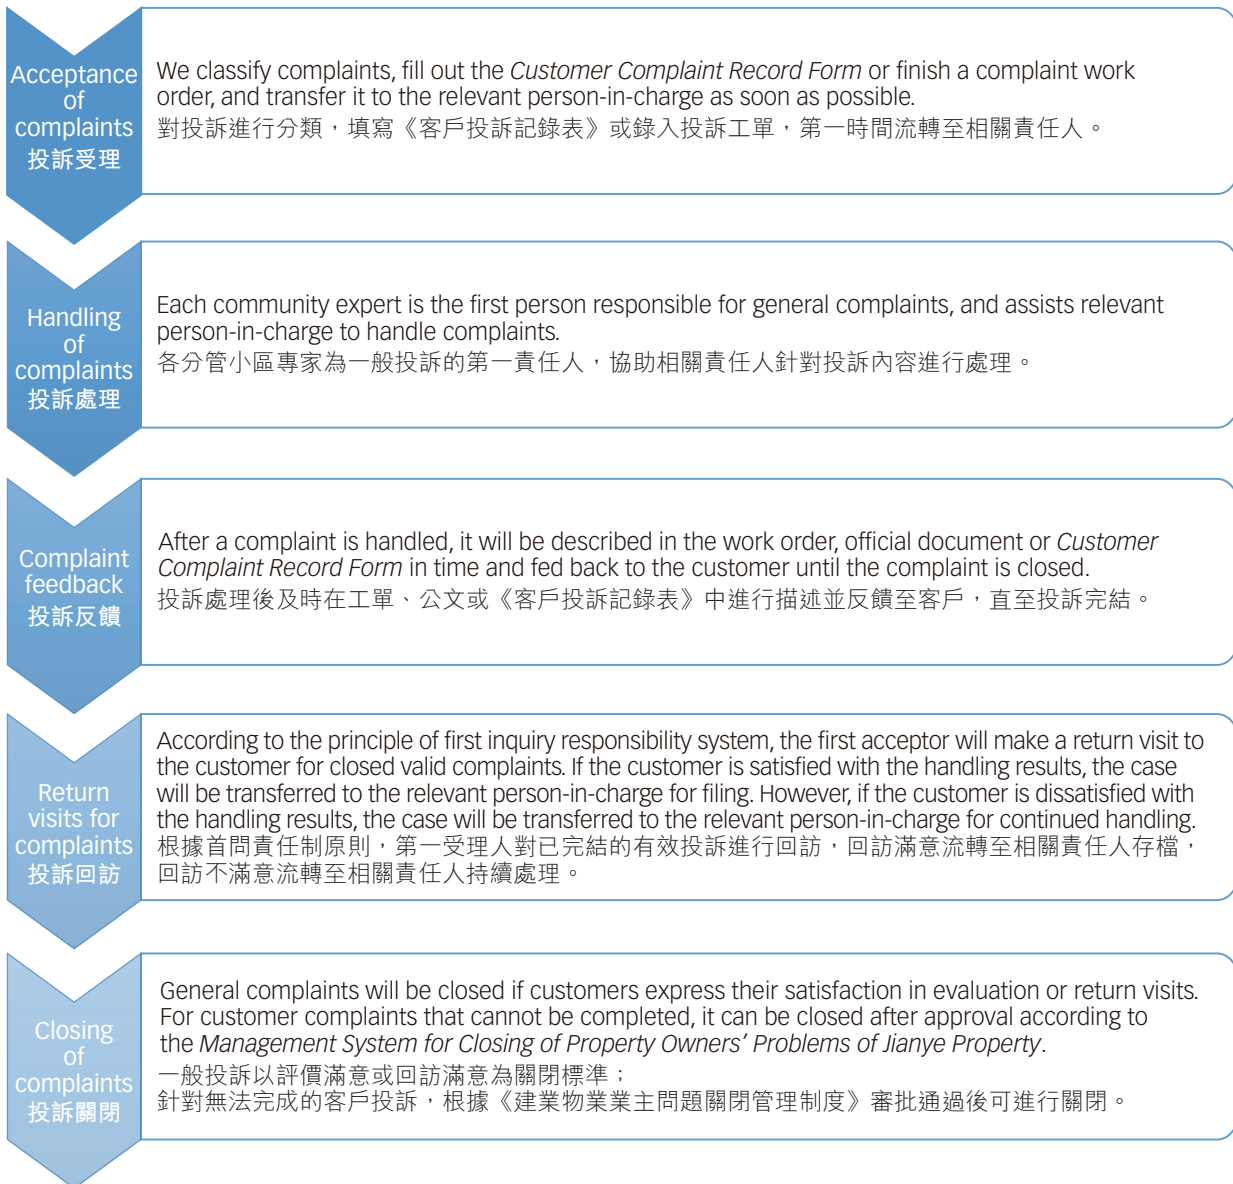 Acceptance
of
complaints
投訴受理
We classify complaints, fill out the Customer Complaint Record Form or finish a complaint work
order, and transfer it to the relevant person-in-charge as soon as possible.
對投訴進行分類，填寫《客戶投訴記錄表》或錄入投訴工單，第一時間流轉至相關責任人。
Handling
of
complaints
投訴處理
Each community expert is the first person responsible for general complaints, and assists relevant
person-in-charge to handle complaints.
各分管小區專家為一般投訴的第一責任人，協助相關責任人針對投訴內容進行處理。
Complaint
feedback
投訴反饋
After a complaint is handled, it will be described in the work order, official document or Customer
Complaint Record Form in time and fed back to the customer until the complaint is closed.
投訴處理後及時在工單、公文或《客戶投訴記錄表》中進行描述並反饋至客戶，直至投訴完結。
Return
visits for
complaints
投訴回訪
According to the principle of first inquiry responsibility system, the first acceptor will make a return visit to
the customer for closed valid complaints. If the customer is satisfied with the handling results, the case
will be transferred to the relevant person-in-charge for filing. However, if the customer is dissatisfied with
the handling results, the case will be transferred to the relevant person-in-charge for continued handling.
根據首問責任制原則，第一受理人對已完結的有效投訴進行回訪，回訪滿意流轉至相關責任人存檔，
回訪不滿意流轉至相關責任人持續處理。
Closing
of
complaints
投訴關閉
General complaints will be closed if customers express their satisfaction in evaluation or return visits.
For customer complaints that cannot be completed, it can be closed after approval according to
the Management System for Closing of Property Owners’ Problems of Jianye Property.
一般投訴以評價滿意或回訪滿意為關閉標準；
針對無法完成的客戶投訴，根據《建業物業業主問題關閉管理制度》審批通過後可進行關閉。